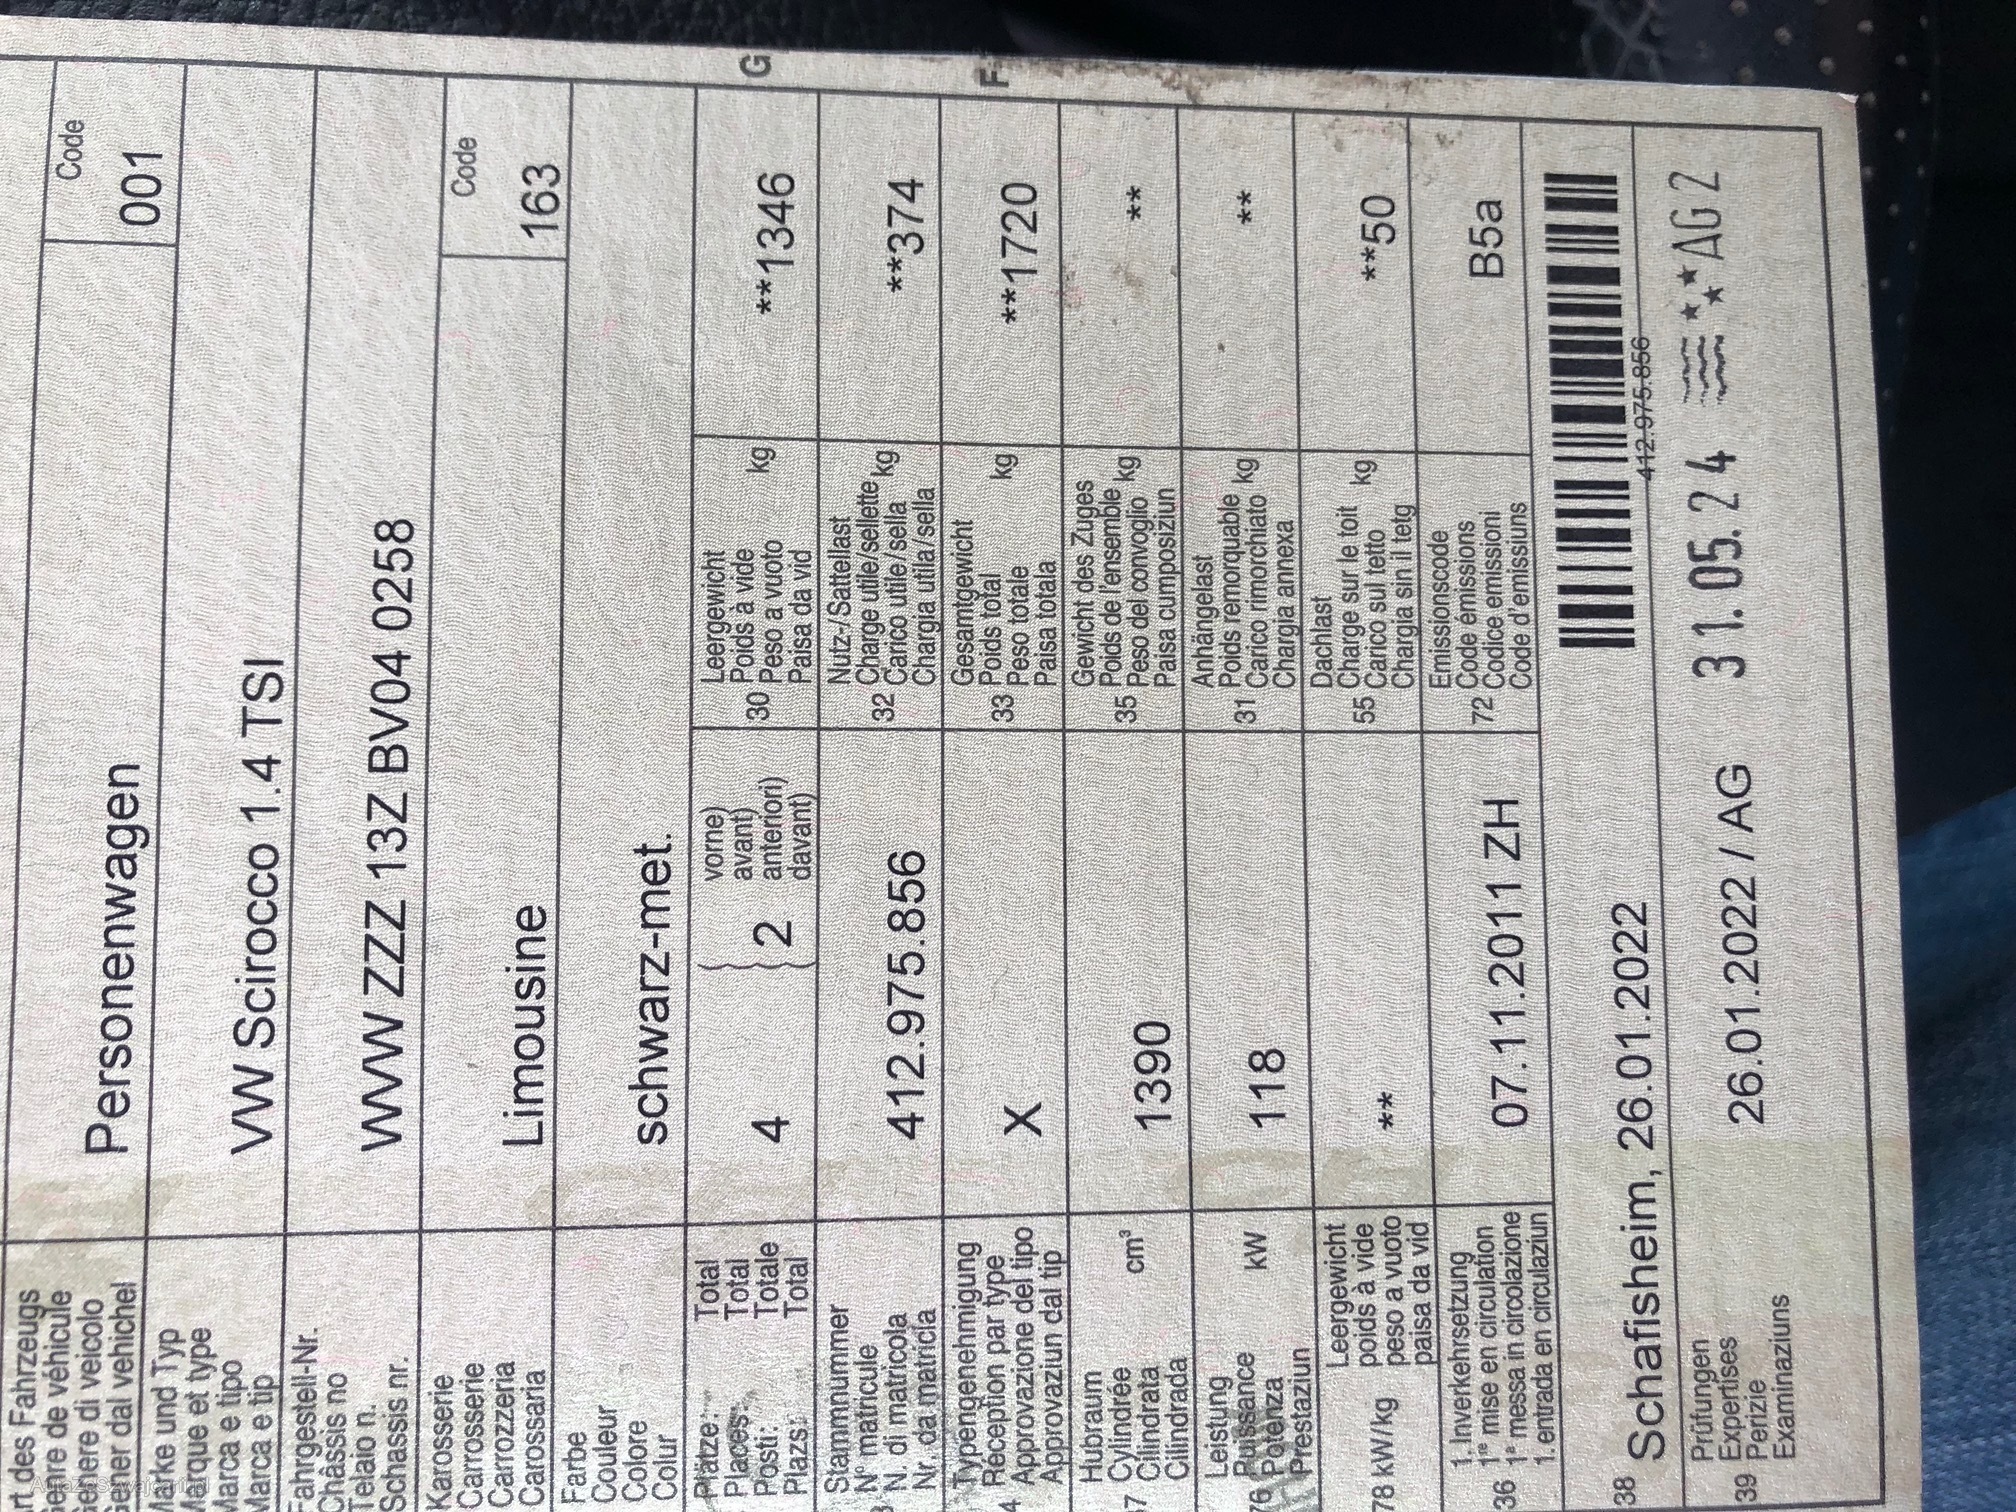 rt des Fahrzeugs
enre de véhicule
enere di veicolo
ener dal vehichel
Personenwagen
Code
001
Marke und Typ
Marque et type
Marca e tipo
Marca e tip
VW Scirocco 1.4 TSI
Fahrgestell-Nr.
Châssis no
Telaio n.
Schassis nr.
WVW ZZZ 13Z BV04 0258
Karosserie
Carrosserie
Carrozzeria
Carossaria
Limousine
Code
163
Farbe
Couleur
Colore
Colur
schwarz-met.
Plätze: Total
Places: Total
Posti: Totale
Plazs: Total
4
2
vorne)
avant)
anteriori)
davant)
30
Leergewicht
Poids à vide
Peso a vuoto kg
Paisa da vid
**1346
G
Stammnummer
N° matricule
N. di matricola
Nr. da matricla
412.975.856
32
Nutz-/Sattellast
Charge utile/sellette
Carico utile/sella kg
Chargia utila/sella
**374
Typengenehmigung
Réception par type
4 Approvazione del tipo
Approvaziun dal tip
X
33
Gesamtgewicht
Poids total
Peso totale kg
Paisa totala
**1720
F
Hubraum
7 Cylindrée cm³
Cilindrata
Cilindrada
1390
35
Gewicht des Zuges
Poids de l'ensemble
Peso del convoglio kg
Paisa cumposiziun
**
Leistung
76 Puissance kW
Potenza
Prestaziun
118
31
Anhängelast
Poids remorquable
Carico rimorchiato kg
Chargia annexa
**
78 kW/kg
Leergewicht
poids à vide
peso a vuoto
paisa da vid
**
55
Dachlast
Charge sur le toit
Carico sul tetto kg
Chargia sin il tetg
**50
36
1. Inverkehrsetzung
1re mise en circulation
1a messa in circolazione
1. entrada en circulaziun
07.11.2011 ZH
72
Emissionscode
Code émissions
Codice emissioni
Code d'emissiuns
B5a
38 Schafisheim, 26.01.2022
412.975.856
39
Prüfungen
Expertises
Perizie
Examinaziuns
26.01.2022 / AG
31.05.24
AG 2